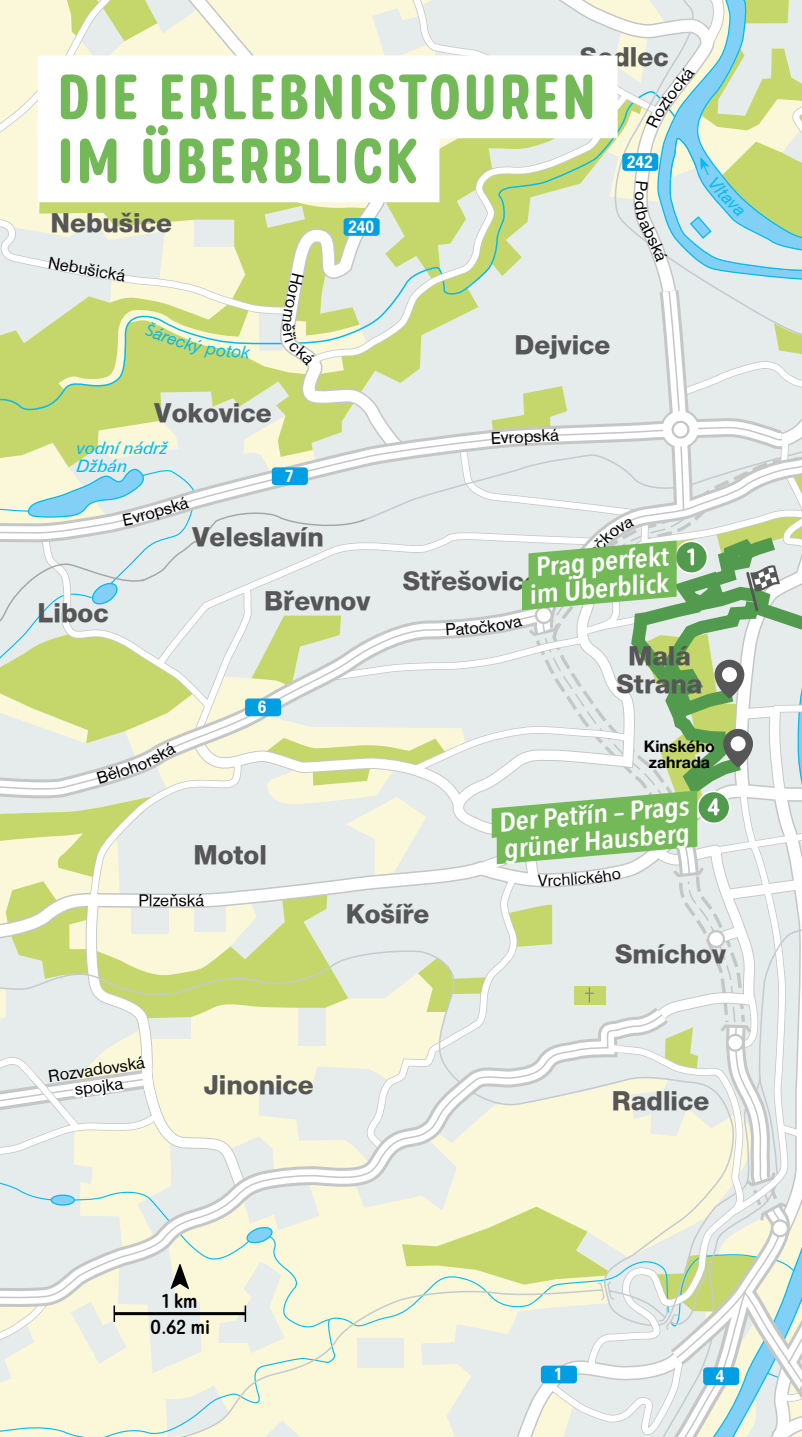 DIE ERLEBNISTOUREN
IM ÜBERBLICK
Sedlec
Roztocká
242
Vltava
Podbabská
Nebušice
240
Nebušická
Horoměřická
Šárecký potok
Dejvice
Vokovice
Evropská
vodní nádrž
Džbán
7
Evropská
Veleslavín
Prag perfekt
im Überblick
1
Střešovic
Břevnov
Liboc
Patočkova
Malá
Strana
6
Kinského
zahrada
Bělohorská
Der Petřín – Prags
grüner Hausberg
4
Motol
Vrchlického
Plzeňská
Košíře
Smíchov
Rozvadovská
spojka
Jinonice
Radlice
1 km
0.62 mi
1
4